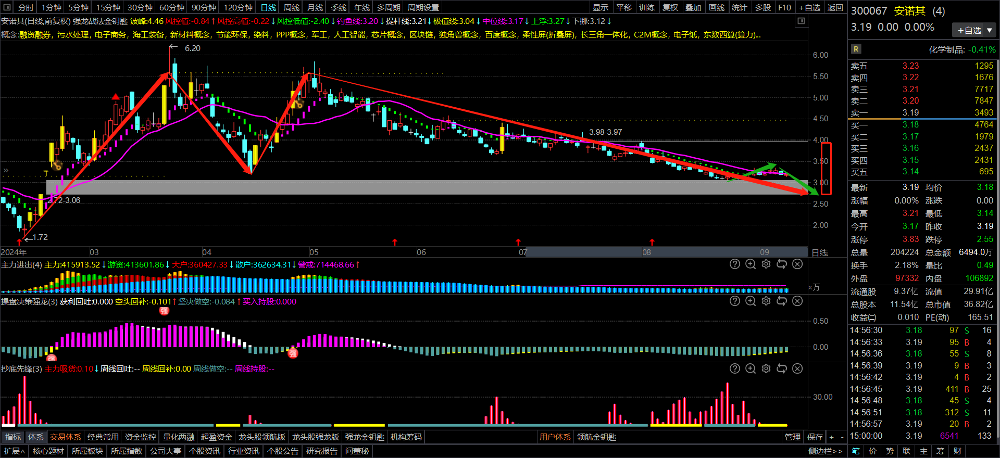 分时 1分钟 5分钟 15分钟 30分钟 60分钟 90分钟 120分钟 日线 周线 月线 季线 年线 多周期 周期设置 显示 平移 训练 复权 叠加 画线 统计 多股 F10 +自选 返回
安诺其(日线,前复权) 强龙战法金钥匙 波峰:4.46 风控值:-0.84↑ 风控高值:-0.22↓ 风控低值:-2.40↓ 钓鱼线:3.20↓ 提杆线:3.21↓ 极值线:3.04↓ 中位线:3.17↓ 上浮:3.27↓ 下挪:3.12↓
概念:融资融券, 污水处理, 电子商务, 海工装备, 新材料概念, 节能环保, 染料, PPP概念, 军工, 人工智能, 芯片概念, 区块链, 独角兽概念, 百度概念, 柔性屏(折叠屏), 长三角一体化, C2M概念, 电子纸, 东数西算(算力)...
6.20
6.00
5.50
5.00
4.50
3.98-3.97
4.00
3.50
3.00
2.72-3.06
2.50
2.00
1.72
2024年 03 04 05 06 07 08 09 日线
主力进出(4) 主力:415913.52↓ 游资:413601.86↓ 大户:360427.33↓ 散户:362634.31↓ 警戒:714468.66↑
×万
操盘决策强龙(3) 获利回吐:0.000 空头回补:-0.101↑ 坚决做空:-0.084↑ 买入持股:0.000
强
0.50
0.00
强 强
抄底先锋(3) 主力吸货:0.10↓ 周线回吐:-- 周线回补:0.00 周线做空:-- 周线持股:--
30.00
指标 体系 交易体系 经典常用 资金监控 量化两融 超盈资金 龙头股领航版 龙头股强龙版 强龙金钥匙 机构筹码 用户体系 领航金钥匙 管理 保存 + -
扩展∧ 核心题材 所属板块 所属指数 公司大事 个股资讯 行业资讯 个股公告 研究报告 问董秘 侧边栏>>
300067 安诺其 (4)
3.19 0.00 0.00% +自选 ▼
R 化学制品: -0.41%
卖五 3.23 1295
卖四 3.22 1676
卖三 3.21 7717
卖二 3.20 7847
卖一 3.19 3493
买一 3.18 4764
买二 3.17 1979
买三 3.16 2437
买四 3.15 2431
买五 3.14 695
最新 3.19 均价 3.18
涨幅 0.00% 涨跌 0.00
最高 3.21 最低 3.14
今开 3.17 昨收 3.19
涨停 3.83 跌停 2.55
总量 204224 总金额 6494.0万
换手 2.18% 量比 0.49
外盘 97332 内盘 106892
流通股 9.37亿 流值 29.91亿
总股本 11.54亿 总市值 36.82亿
收益㈡ 0.010 PE(动) 165.51
14:56:30 3.18 97 S 16
14:56:33 3.19 95 B 4
14:56:36 3.18 55 S 8
14:56:39 3.19 9 B 3
14:56:42 3.19 4 B 2
14:56:45 3.19 411 B 25
14:56:48 3.18 45 S 4
14:56:51 3.18 312 S 11
14:56:57 3.19 20 B 2
15:00:00 3.19 6541 133
笔 价 势 联 主 筹 财